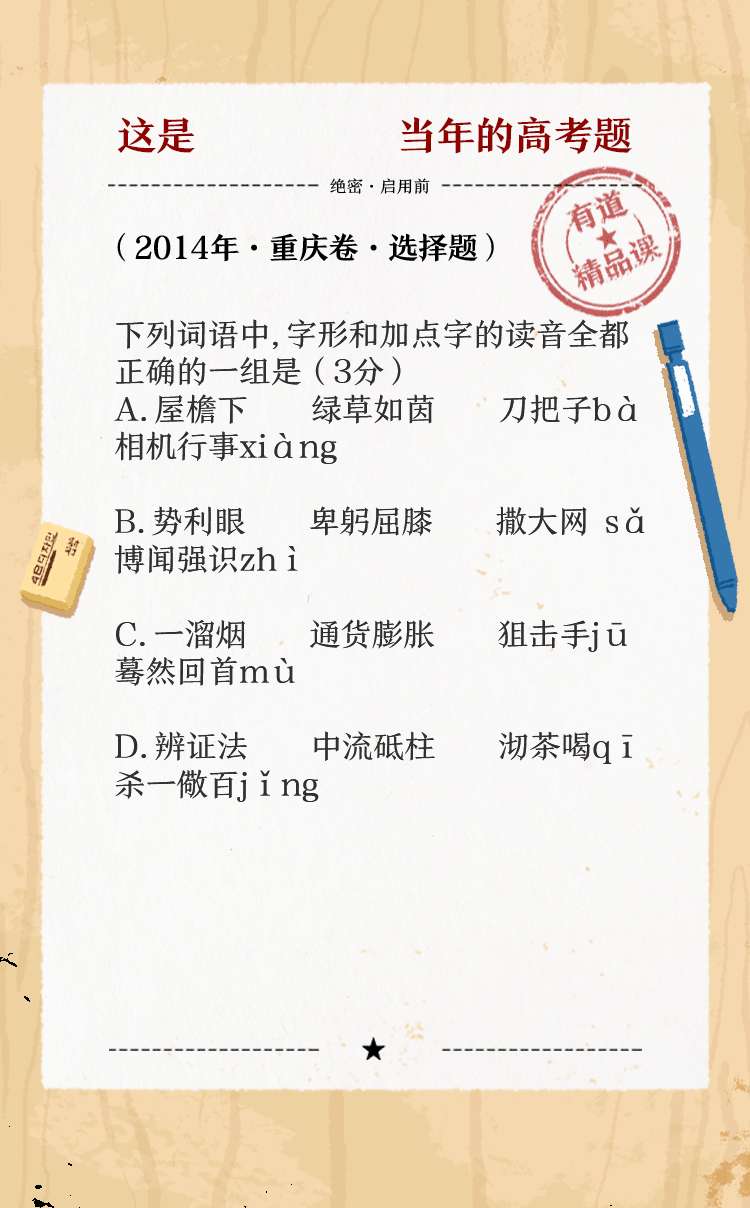 这是 当年的高考题
绝密·启用前
有道
精品课
(2014年·重庆卷·选择题)
下列词语中,字形和加点字的读音全都
正确的一组是(3分)
A.屋檐下 绿草如茵 刀把子bà
相机行事xiàng
B.势利眼 卑躬屈膝 撒大网 sǎ
博闻强识zhì
C.一溜烟 通货膨胀 狙击手jū
蓦然回首mù
D.辨证法 中流砥柱 沏茶喝qī
杀一儆百jǐng